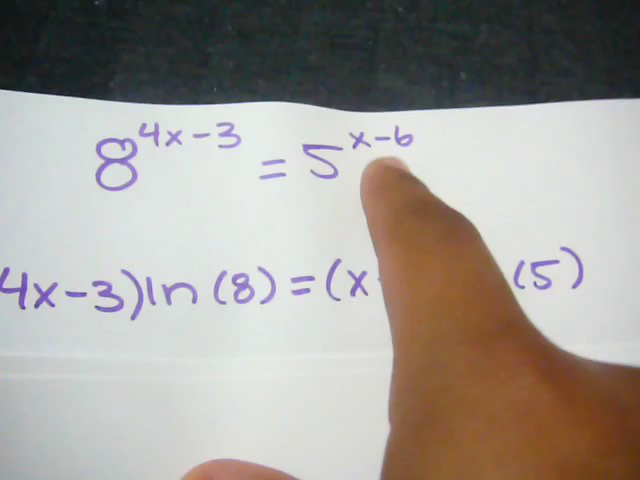 8^{4x-3} = 5^{x-6}
4x-3)ln(8)=(x (5)